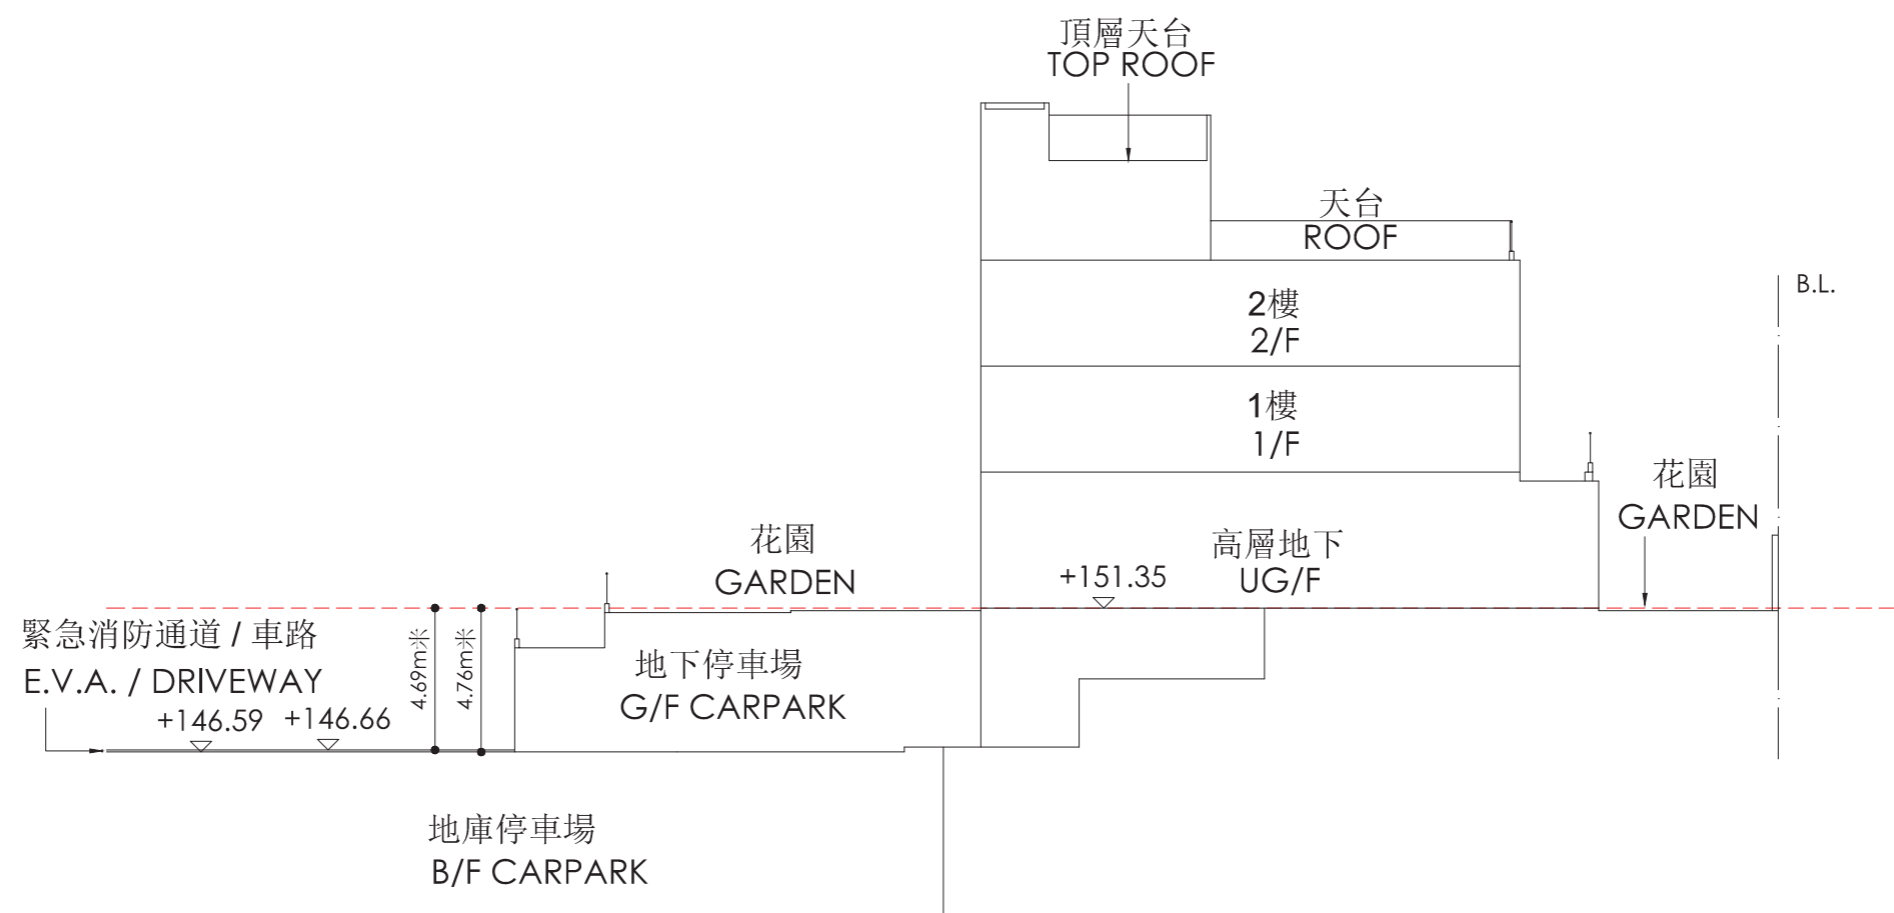 頂層天台
TOP ROOF
天台
ROOF
B.L.
2樓
2/F
1樓
1/F
花園
GARDEN
高層地下
UG/F
+151.35
花園
GARDEN
緊急消防通道 / 車路
E.V.A. / DRIVEWAY
+146.59
+146.66
4.69m米
4.76m米
地下停車場
G/F CARPARK
地庫停車場
B/F CARPARK